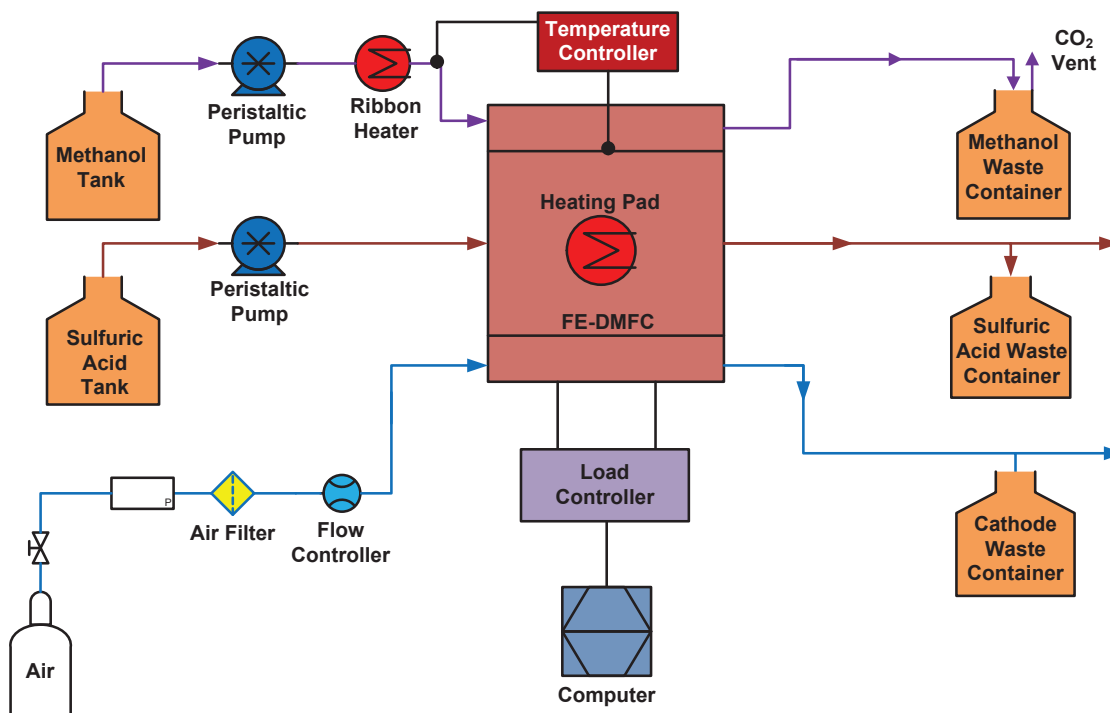 Temperature
Controller
CO2
Vent
Peristaltic
Pump
Ribbon
Heater
Methanol
Tank
Methanol
Waste
Container
Heating Pad
Peristaltic
Pump
FE-DMFC
Sulfuric
Acid
Tank
Sulfuric
Acid Waste
Container
Load
Controller
P
Air Filter
Flow
Controller
Cathode
Waste
Container
Air
Computer